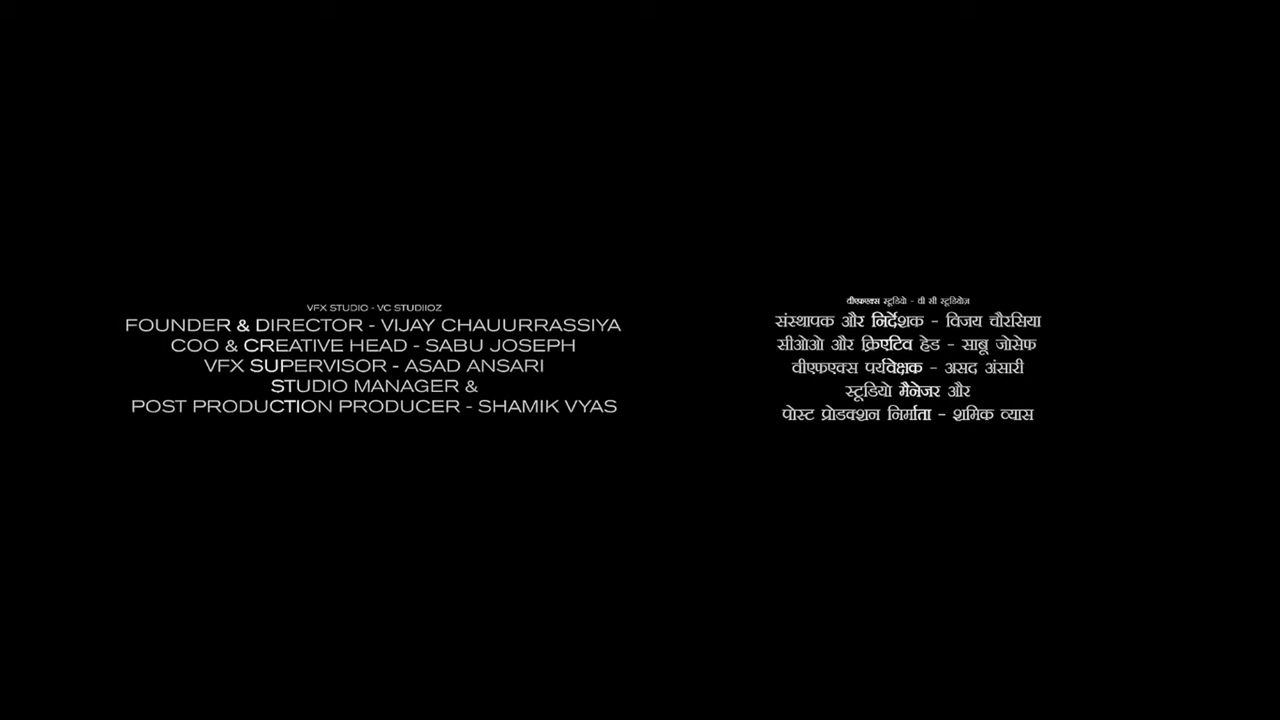 VFX STUDIO - VC STUDIIOZ
FOUNDER & DIRECTOR - VIJAY CHAUURRASSIYA
COO & CREATIVE HEAD - SABU JOSEPH
VFX SUPERVISOR - ASAD ANSARI
STUDIO MANAGER &
POST PRODUCTION PRODUCER - SHAMIK VYAS
वीएफएक्स स्टूडियो - वी सी स्टूडियोज़
संस्थापक और निर्देशक - विजय चौरसिया
सीओओ और क्रिएटिव हेड - साबू जोसेफ
वीएफएक्स पर्यवेक्षक - असद अंसारी
स्टूडियो मैनेजर और
पोस्ट प्रोडक्शन निर्माता - शमिक व्यास